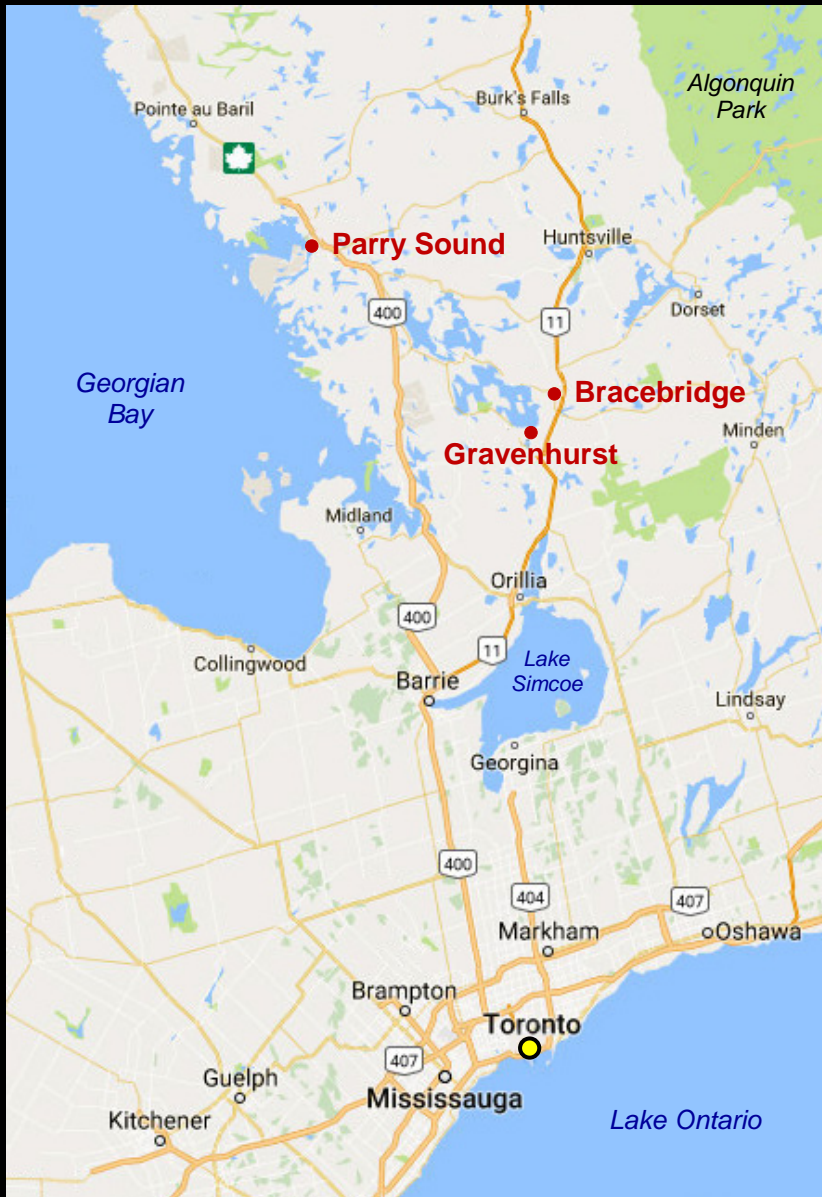 Algonquin
Park
Pointe au Baril
Burk's Falls
Parry Sound
Huntsville
Dorset
400
11
Georgian
Bay
Bracebridge
Minden
Gravenhurst
Midland
Orillia
400
11
Collingwood
Lake
Simcoe
Barrie
Lindsay
Georgina
400
404
407
Markham
Oshawa
Brampton
Toronto
407
Guelph
Mississauga
Kitchener
Lake Ontario